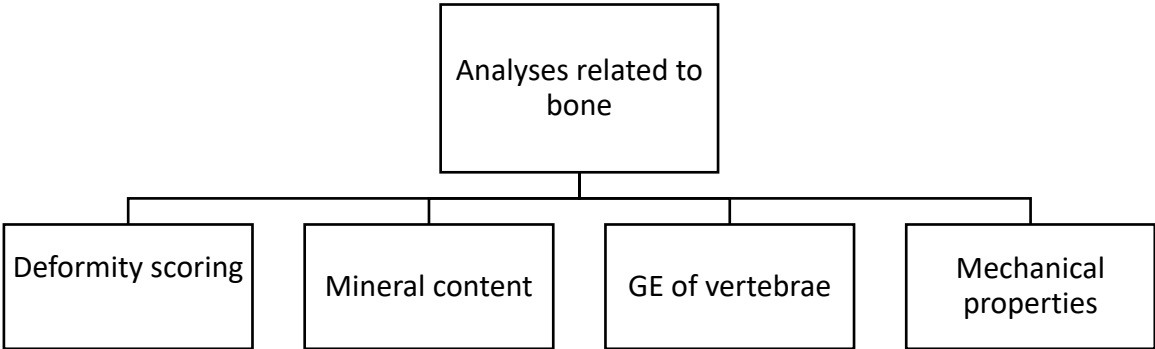 Analyses related to
bone
Deformity scoring
Mineral content
GE of vertebrae
Mechanical
properties